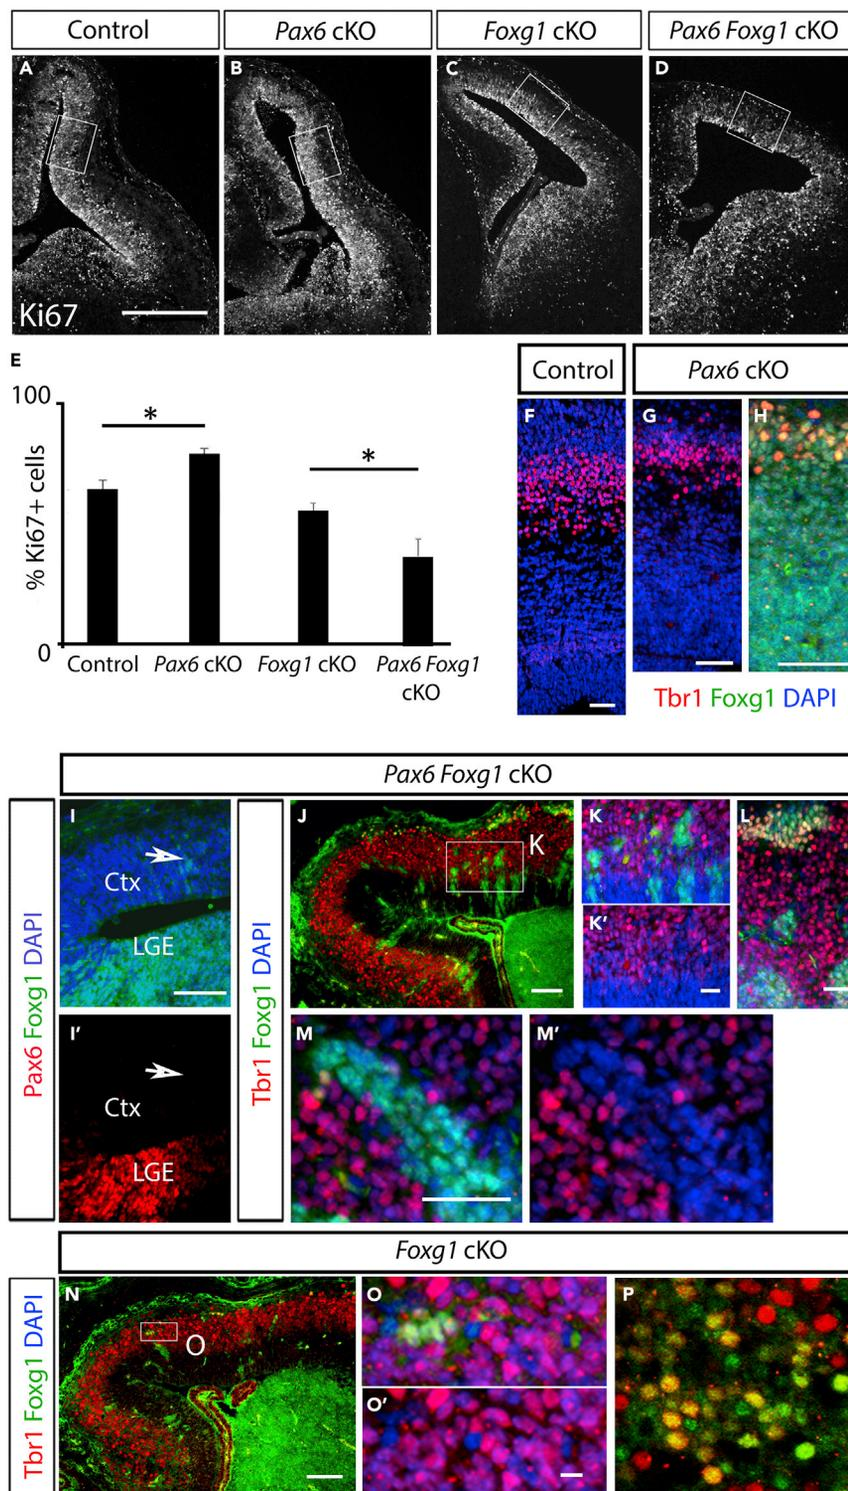 Control
Pax6 cKO
Foxg1 cKO
Pax6 Foxg1 cKO
A
B
C
D
Ki67
E
100
% Ki67+ cells
0
*
*
Control
Pax6 cKO
Foxg1 cKO
Pax6 Foxg1
cKO
Control
Pax6 cKO
F
G
H
Tbr1 Foxg1 DAPI
Pax6 Foxg1 cKO
Pax6 Foxg1 DAPI
I
Ctx
LGE
I'
Ctx
LGE
Tbr1 Foxg1 DAPI
J
K
K
K'
L
M
M'
Foxg1 cKO
Tbr1 Foxg1 DAPI
N
O
O
O'
P